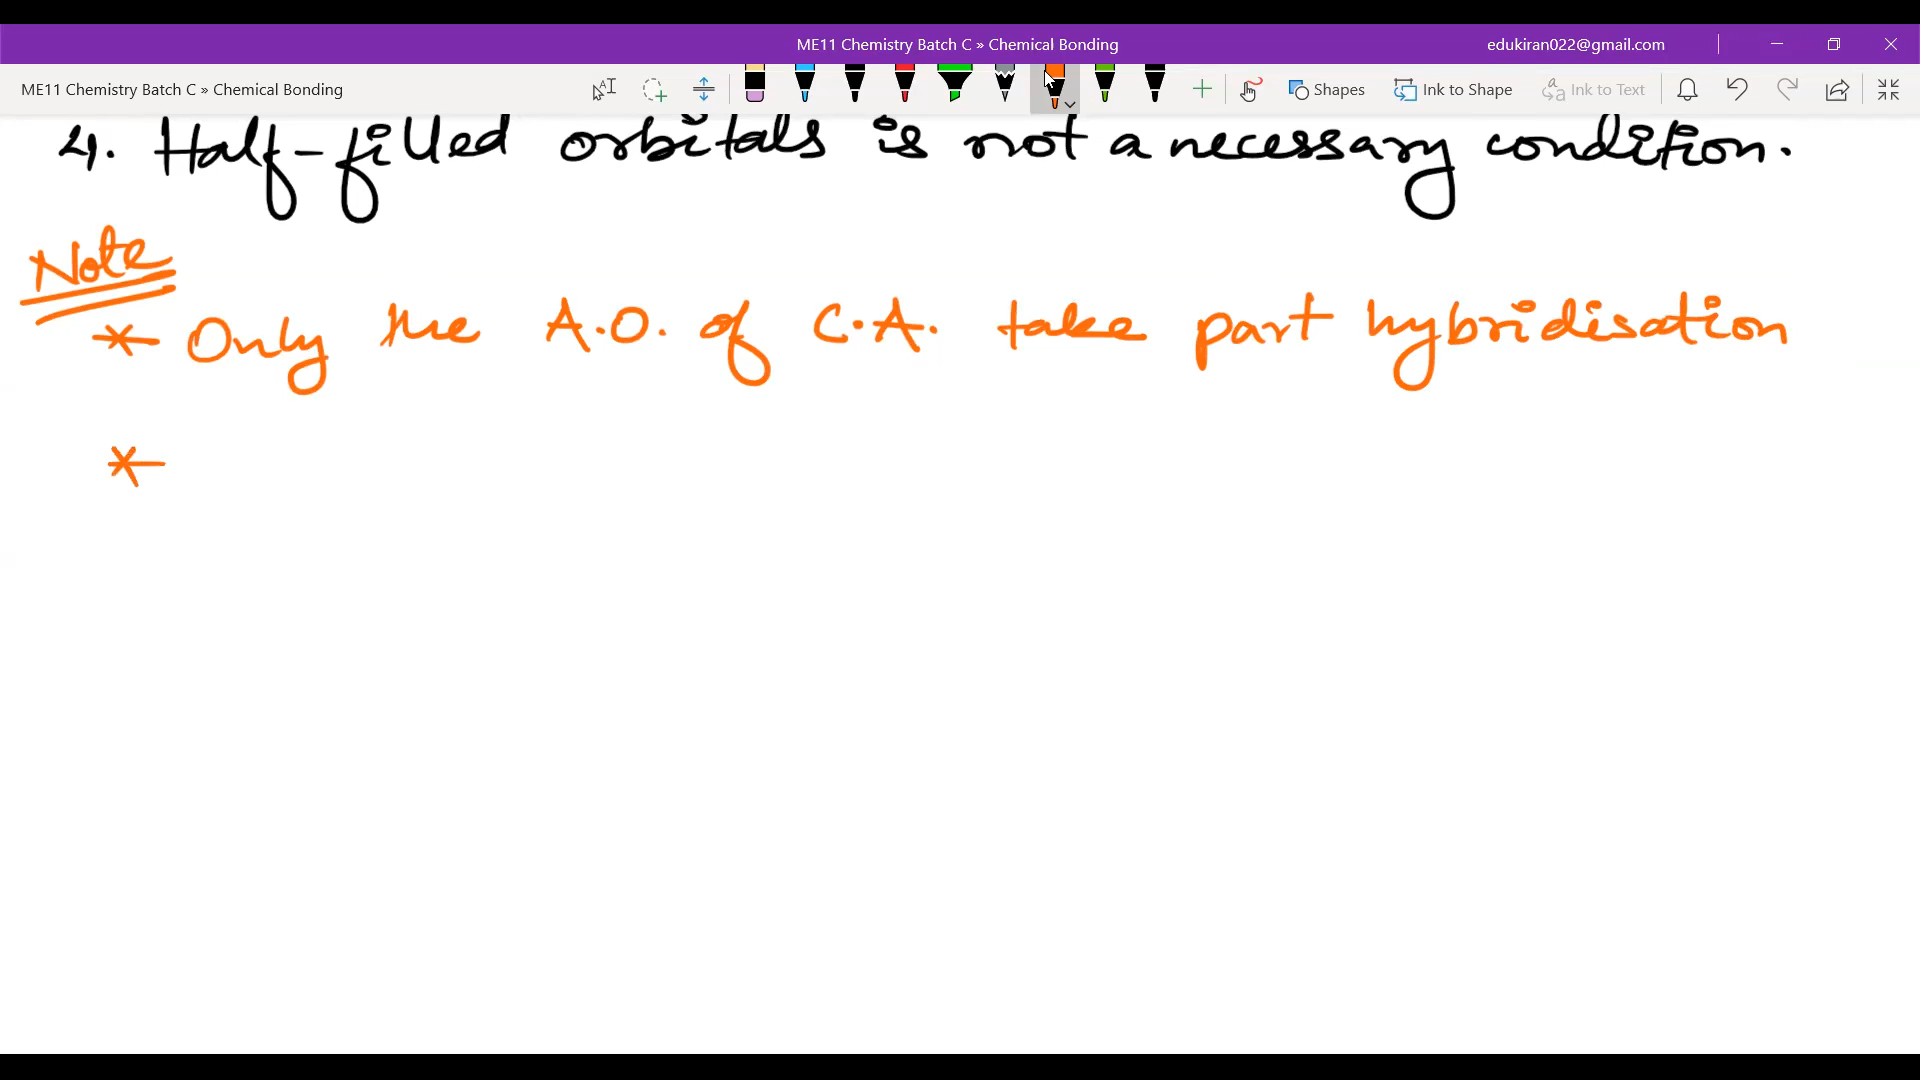 ME11 Chemistry Batch C » Chemical Bonding
edukiran022@gmail.com
ME11 Chemistry Batch C » Chemical Bonding
Shapes
Ink to Shape
Ink to Text
4. Half-filled orbitals is not a necessary condition.
Note
* Only the A.O. of C.A. take part hybridisation
*